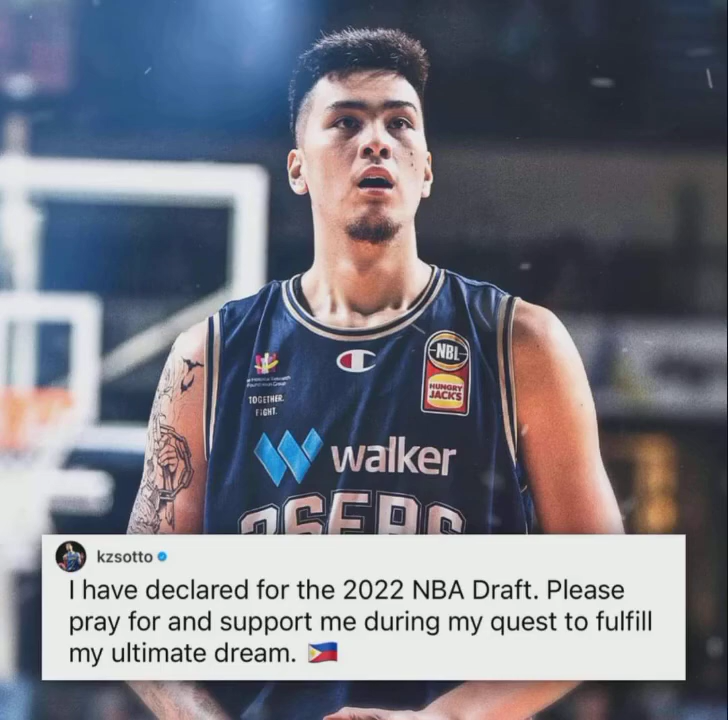 NBL
HUNGRY
JACK'S
TOGETHER.
FIGHT.
walker
36ERS
kzsotto
I have declared for the 2022 NBA Draft. Please
pray for and support me during my quest to fulfill
my ultimate dream. 🇵🇭